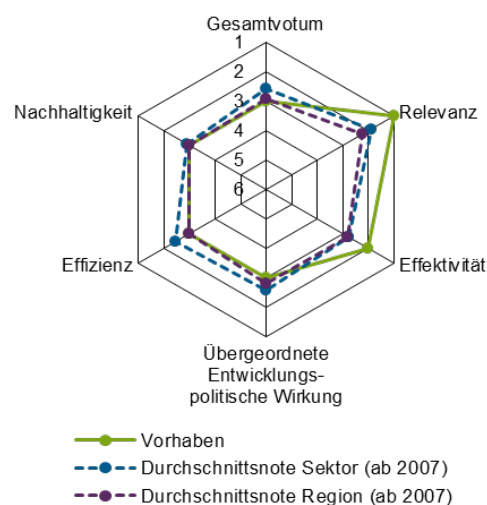 Gesamtvotum
1
2
3
4
5
6
Nachhaltigkeit
Relevanz
Effizienz
Effektivität
Übergeordnete
Entwicklungs-
politische Wirkung
Vorhaben
Durchschnittsnote Sektor (ab 2007)
Durchschnittsnote Region (ab 2007)